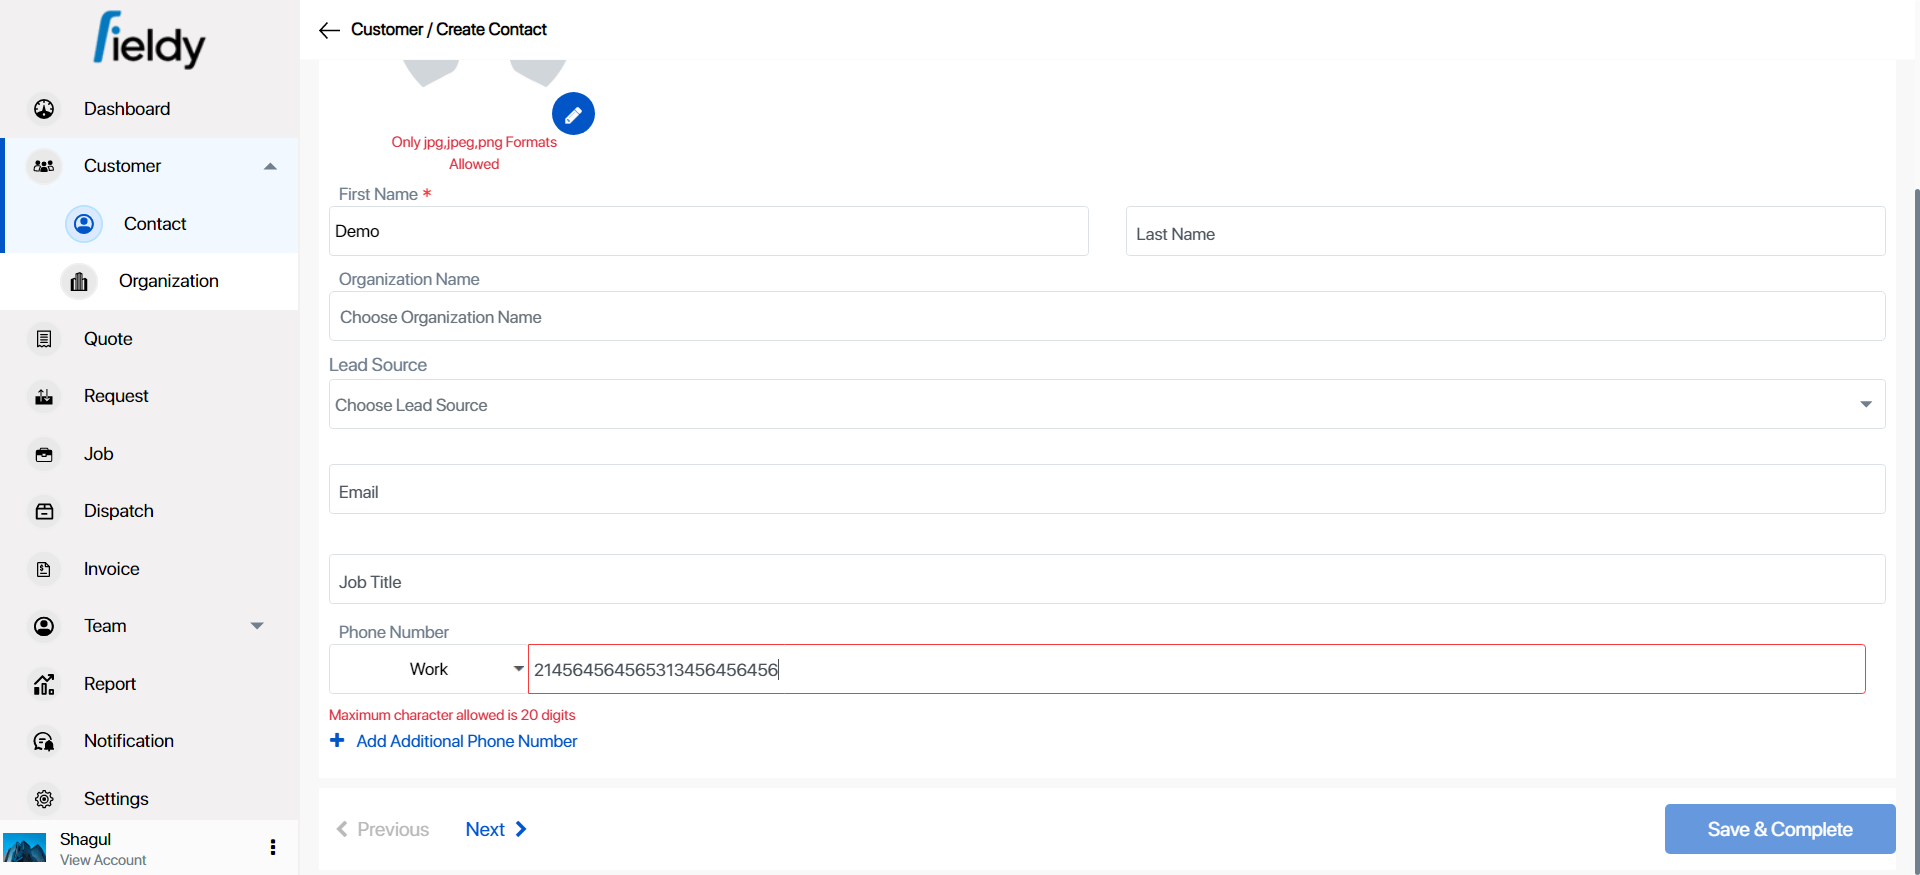 fieldy
Dashboard
Customer
Contact
Organization
Quote
Request
Job
Dispatch
Invoice
Team
Report
Notification
Settings
Shagul
View Account
Customer / Create Contact
Only jpg,jpeg,png Formats
Allowed
First Name *
Demo
Last Name
Organization Name
Choose Organization Name
Lead Source
Choose Lead Source
Email
Job Title
Phone Number
Work
214564564565313456456456
Maximum character allowed is 20 digits
Add Additional Phone Number
Previous
Next
Save & Complete